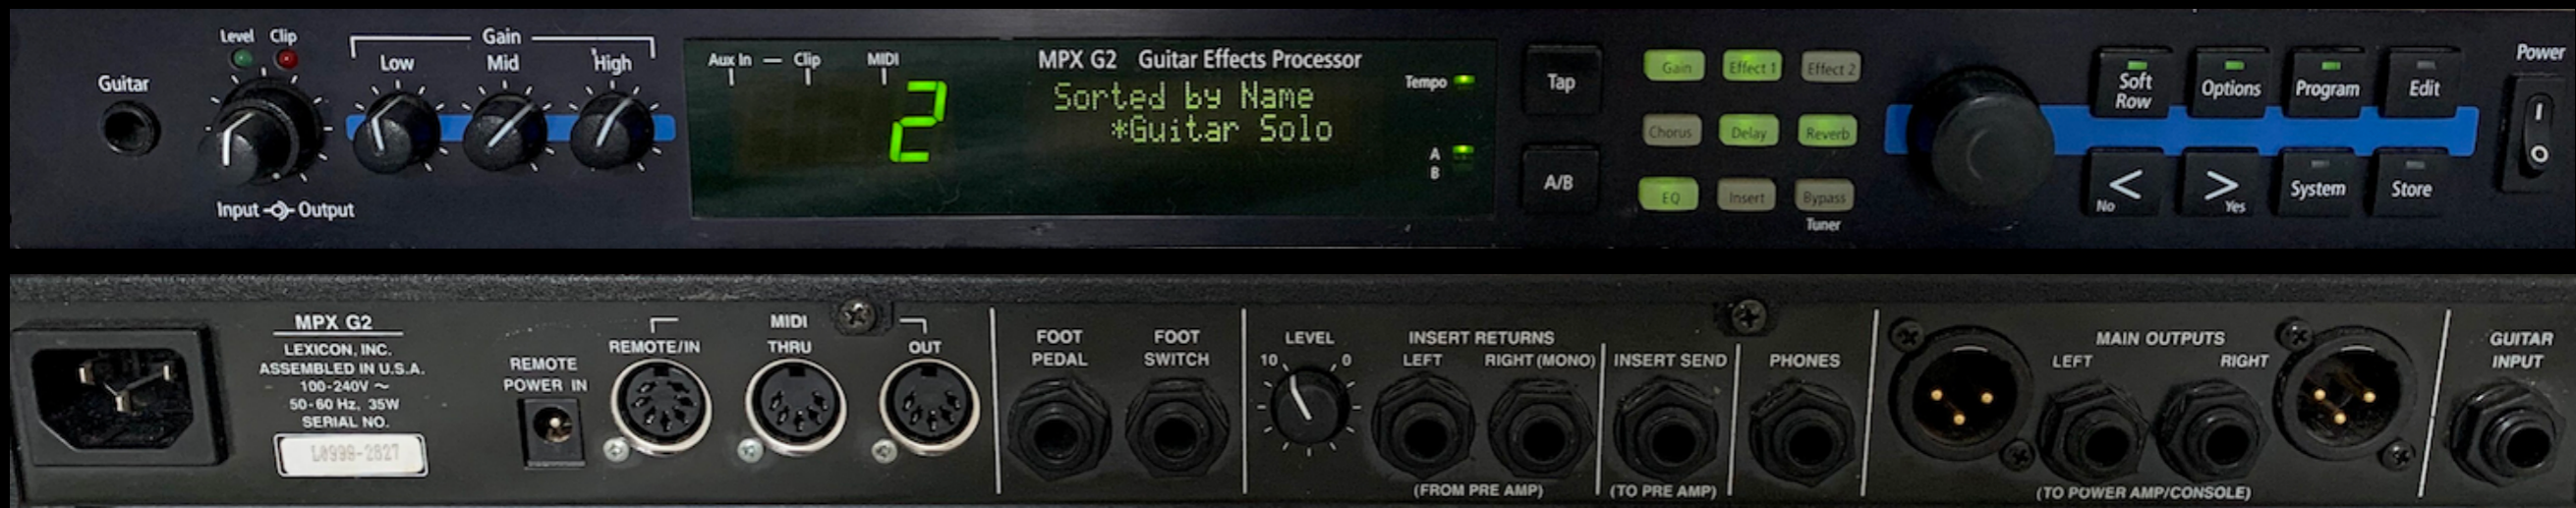 Level Clip
Gain
Guitar
Low Mid High
Input Output
Aux In — Clip MIDI
MPX G2 Guitar Effects Processor
2
Sorted by Name
*Guitar Solo
Tempo
A
B
Tap
A/B
Gain Effect 1 Effect 2
Chorus Delay Reverb
EQ Insert Bypass
Tuner
Soft
Row
Options
Program
Edit
<
No
>
Yes
System
Store
Power
I
O
MPX G2
LEXICON, INC.
ASSEMBLED IN U.S.A.
100-240V ~
50-60 Hz, 35W
SERIAL NO.
L0999-2827
REMOTE
POWER IN
MIDI
REMOTE/IN THRU OUT
FOOT
PEDAL
FOOT
SWITCH
LEVEL
10 0
INSERT RETURNS
LEFT RIGHT (MONO)
(FROM PRE AMP)
INSERT SEND
(TO PRE AMP)
PHONES
MAIN OUTPUTS
LEFT RIGHT
(TO POWER AMP/CONSOLE)
GUITAR
INPUT